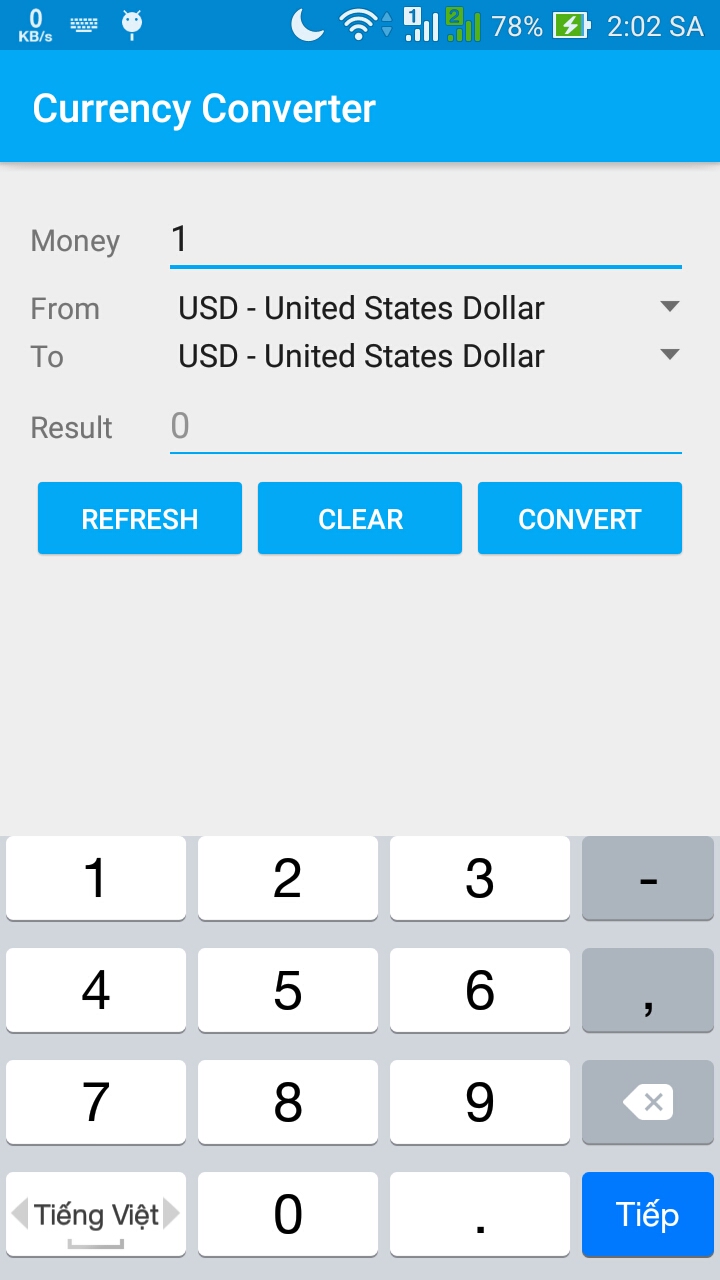 0
KB/s
1
2
78%
2:02 SA
Currency Converter
Money 1
From USD - United States Dollar
To USD - United States Dollar
Result 0
REFRESH CLEAR CONVERT
1 2 3 -
4 5 6 ,
7 8 9
Tiếng Việt 0 . Tiếp